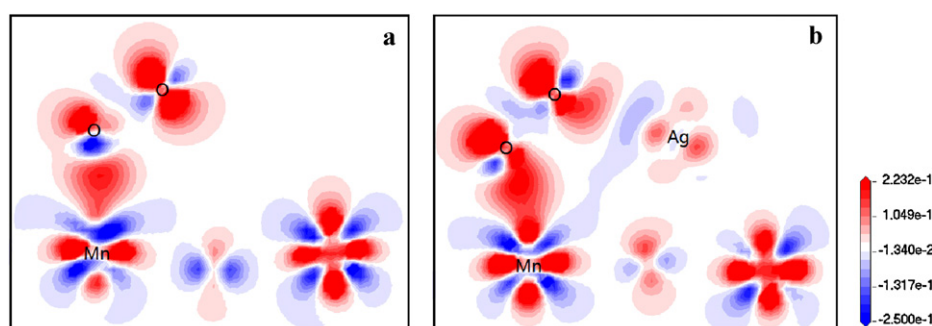 a
O
O
Mn
b
O
Ag
O
Mn
2.232e-1
1.049e-1
-1.340e-2
-1.317e-1
-2.500e-1